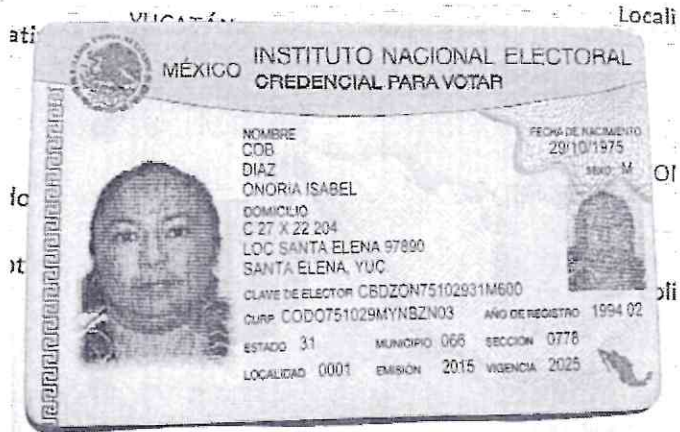 YUCATÁN
Locali
MÉXICO
INSTITUTO NACIONAL ELECTORAL
CREDENCIAL PARA VOTAR
NOMBRE
COB
DIAZ
ONORIA ISABEL
FECHA DE NACIMIENTO
29/10/1975
SEXO M
DOMICILIO
C 27 X 22 204
LOC SANTA ELENA 97890
SANTA ELENA, YUC.
CLAVE DE ELECTOR CBDZON75102931M600
CURP CODO751029MYNBZN03 AÑO DE REGISTRO 1994 02
ESTADO 31 MUNICIPIO 066 SECCIÓN 0778
LOCALIDAD 0001 EMISIÓN 2015 VIGENCIA 2025